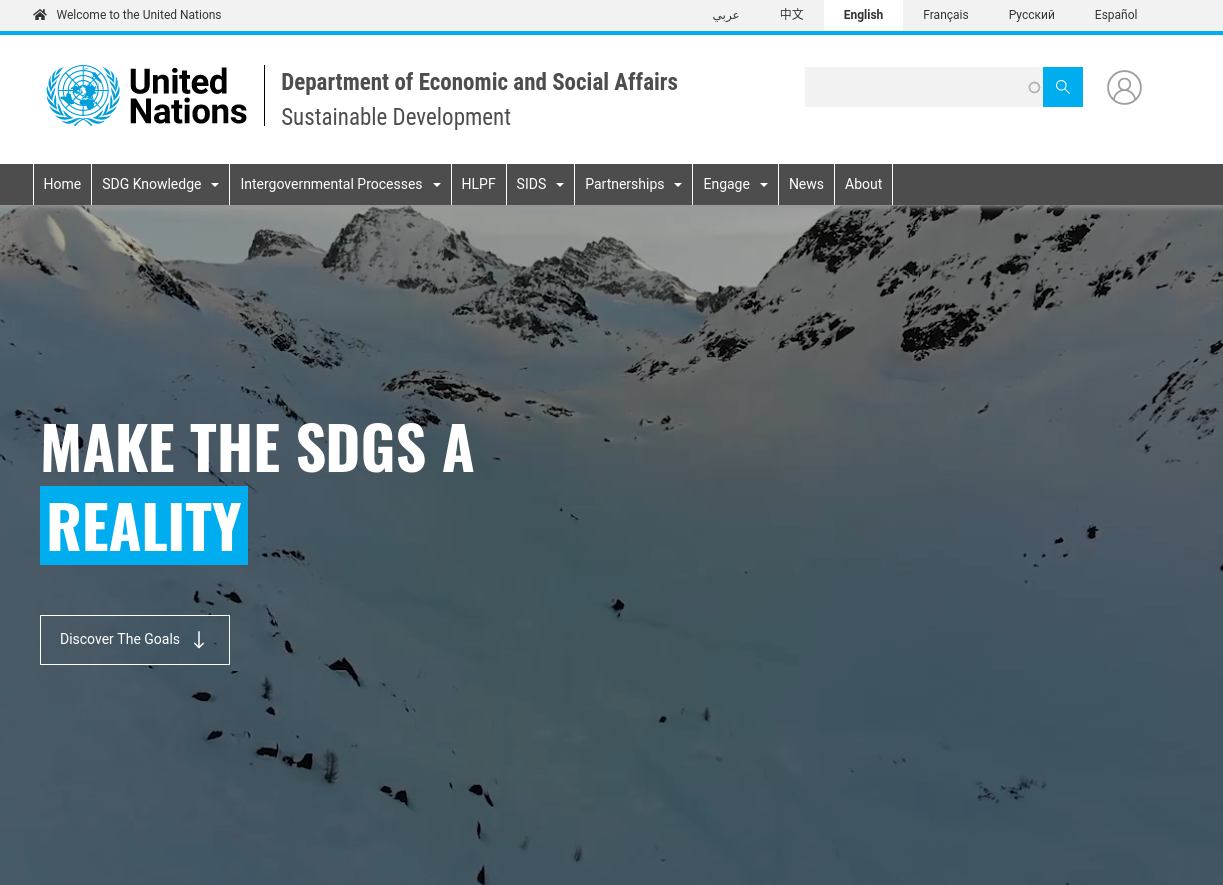 Welcome to the United Nations
عربي
中文
English
Français
Русский
Español
United
Nations
Department of Economic and Social Affairs
Sustainable Development
Home
SDG Knowledge
Intergovernmental Processes
HLPF
SIDS
Partnerships
Engage
News
About
MAKE THE SDGS A
REALITY
Discover The Goals